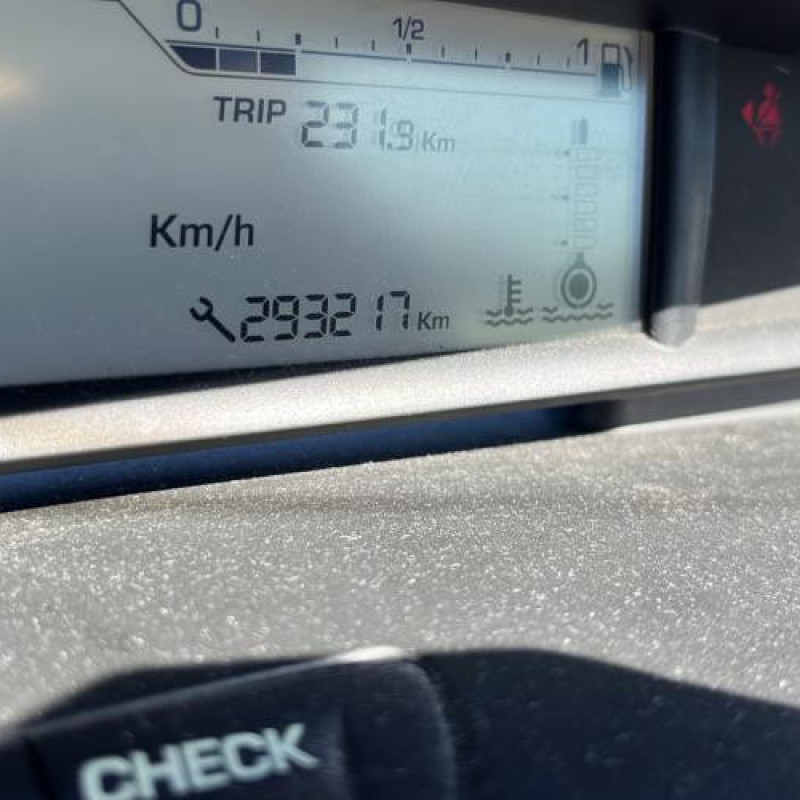 0 1/2 1
TRIP 231.9 Km
Km/h
293217 Km
CHECK